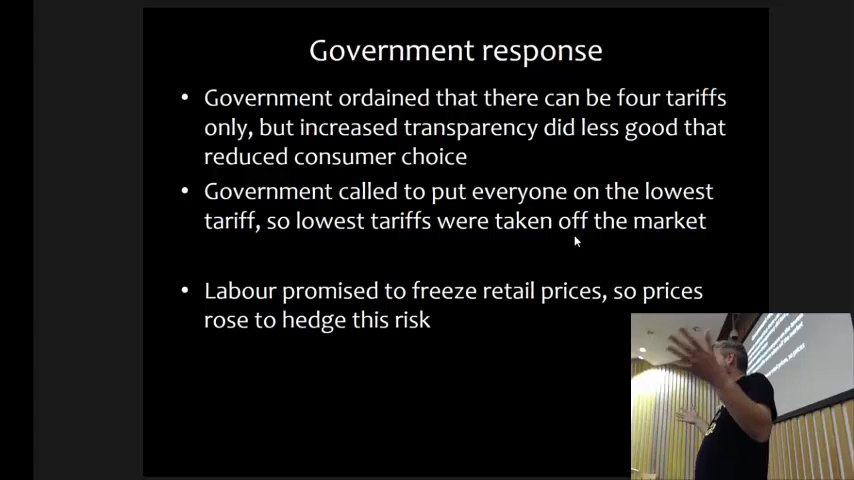 Government response
• Government ordained that there can be four tariffs
only, but increased transparency did less good that
reduced consumer choice
• Government called to put everyone on the lowest
tariff, so lowest tariffs were taken off the market
• Labour promised to freeze retail prices, so prices
rose to hedge this risk